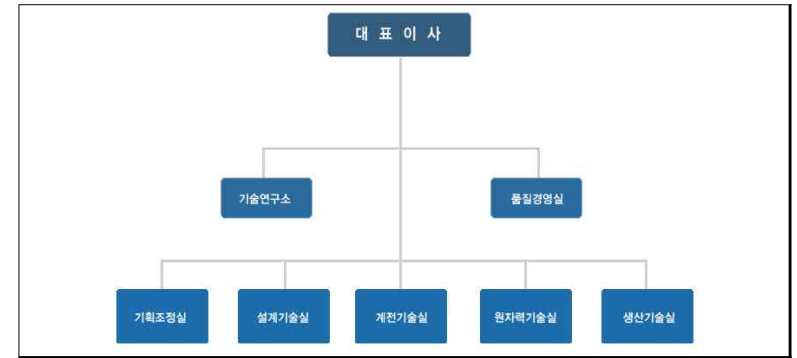 대 표 이 사
기술연구소
품질경영실
기획조정실
설계기술실
계전기술실
원자력기술실
생산기술실